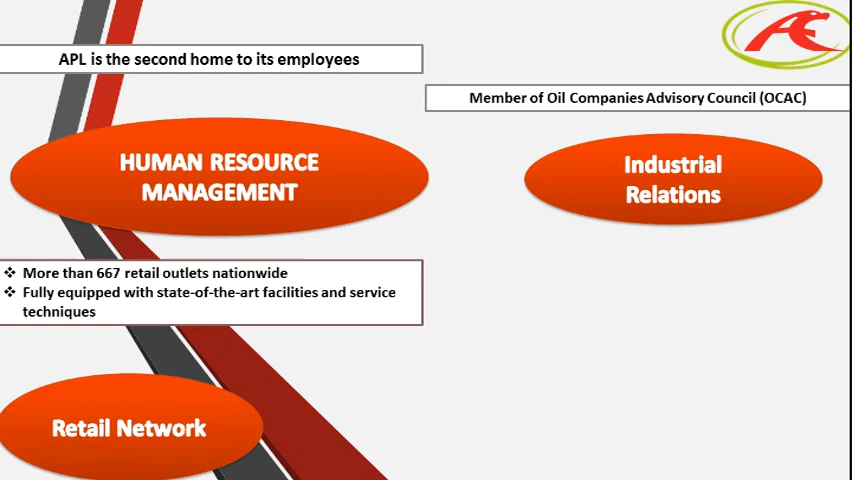 APL is the second home to its employees
Member of Oil Companies Advisory Council (OCAC)
HUMAN RESOURCE
MANAGEMENT
Industrial
Relations
❖ More than 667 retail outlets nationwide
❖ Fully equipped with state-of-the-art facilities and service
techniques
Retail Network